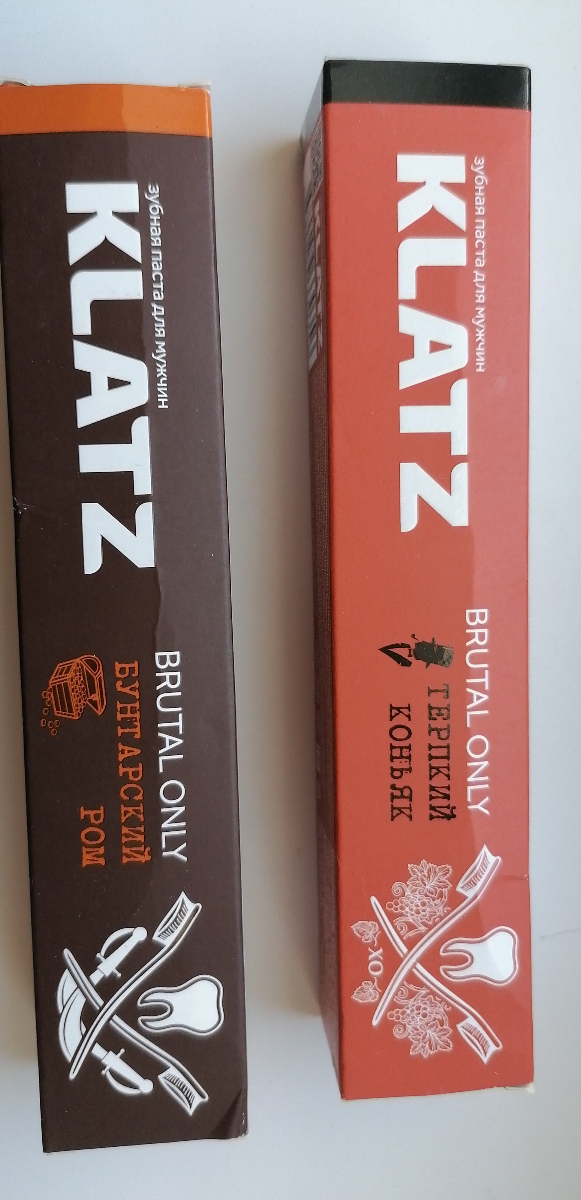 зубная паста для мужчин
KLATZ
BRUTAL ONLY
БУНТАРСКИЙ
РОМ
зубная паста для мужчин
KLATZ
BRUTAL ONLY
ТЕРПКИЙ
КОНЬЯК
XO